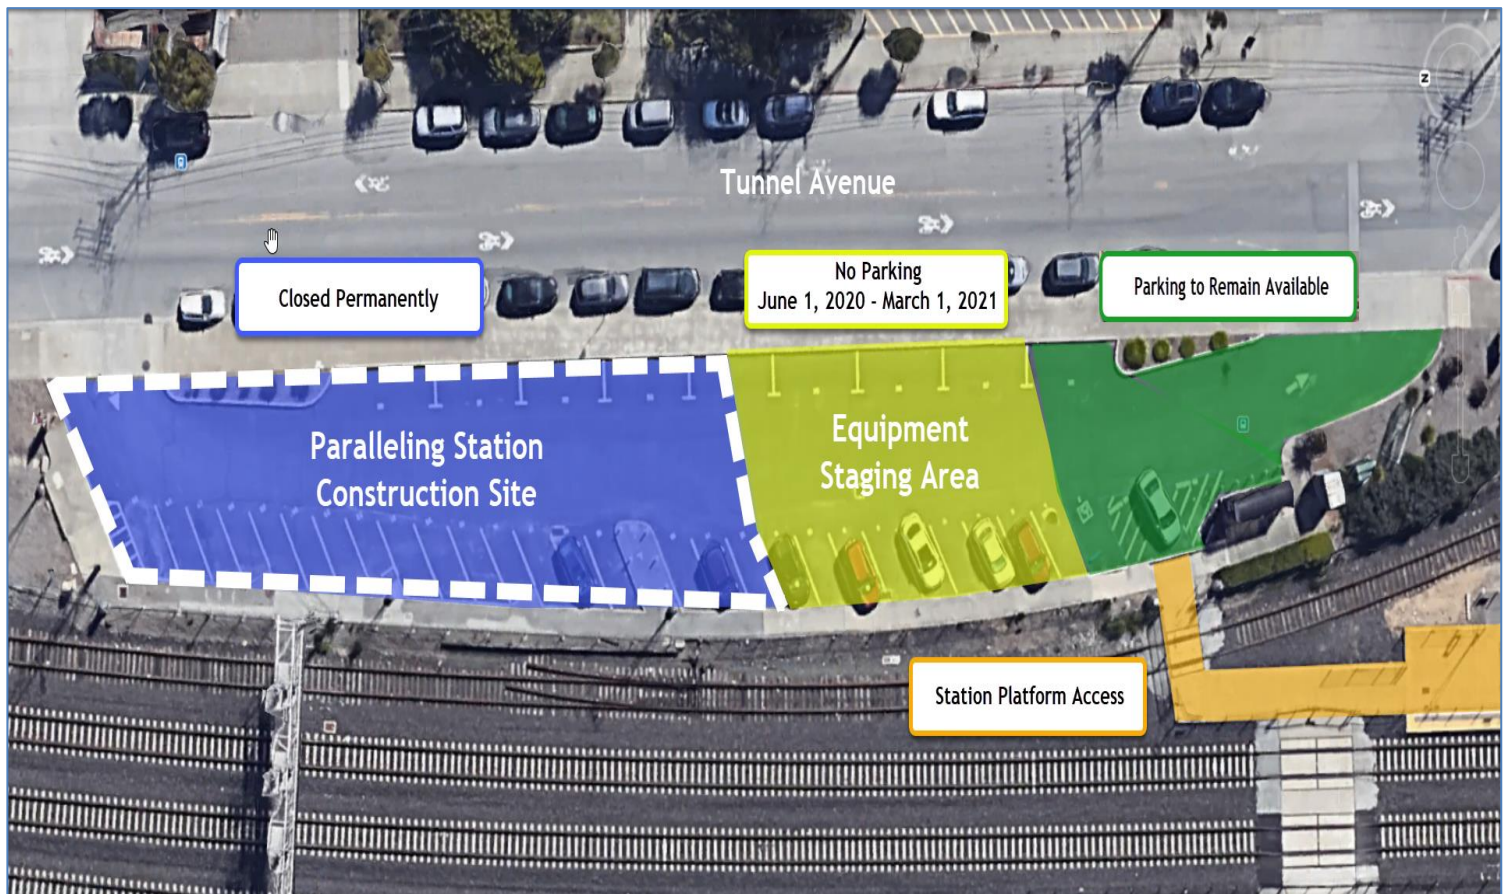 N
Tunnel Avenue
Closed Permanently
No Parking
June 1, 2020 - March 1, 2021
Parking to Remain Available
Paralleling Station
Construction Site
Equipment
Staging Area
Station Platform Access